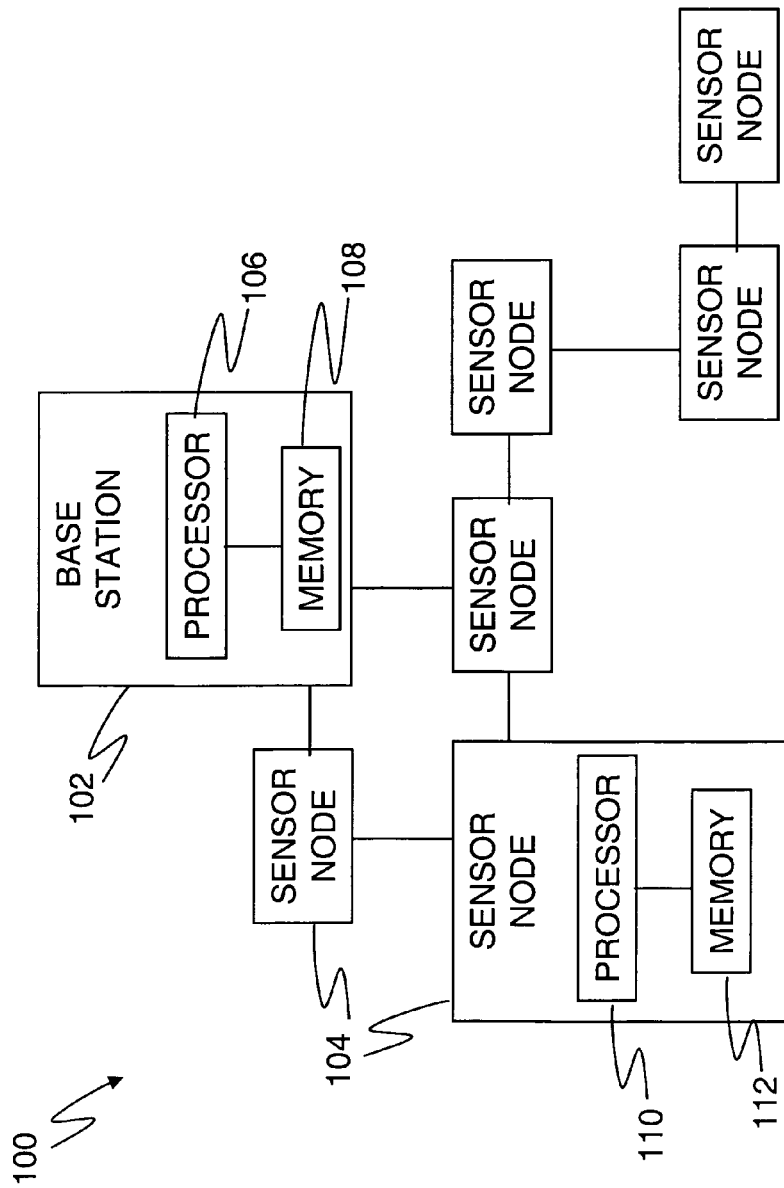 100
102
BASE
STATION
PROCESSOR
106
MEMORY
108
SENSOR
NODE
104
SENSOR
NODE
104
PROCESSOR
110
MEMORY
112
SENSOR
NODE
SENSOR
NODE
SENSOR
NODE
SENSOR
NODE